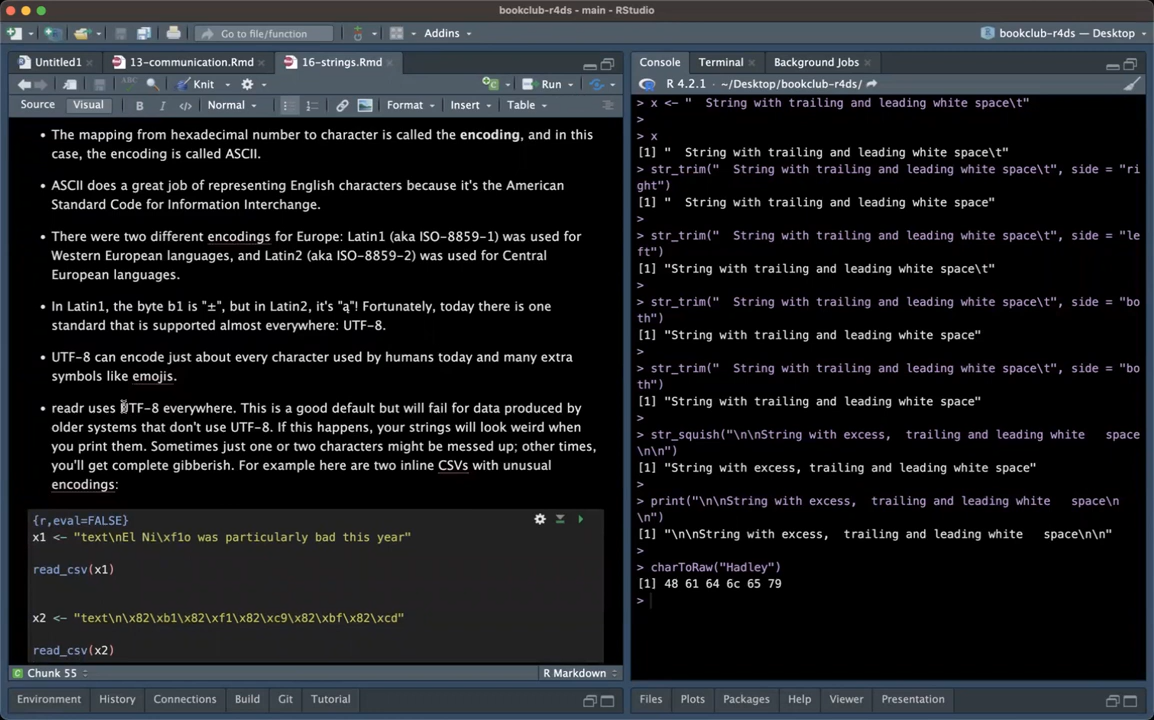 bookclub-r4ds - main - RStudio
Go to file/function
Addins
bookclub-r4ds — Desktop
Untitled1
13-communication.Rmd
16-strings.Rmd
Knit
Run
Source
Visual
B
I
</>
Normal
Format
Insert
Table
• The mapping from hexadecimal number to character is called the encoding, and in this
case, the encoding is called ASCII.
• ASCII does a great job of representing English characters because it's the American
Standard Code for Information Interchange.
• There were two different encodings for Europe: Latin1 (aka ISO-8859-1) was used for
Western European languages, and Latin2 (aka ISO-8859-2) was used for Central
European languages.
• In Latin1, the byte b1 is "±", but in Latin2, it's "ą"! Fortunately, today there is one
standard that is supported almost everywhere: UTF-8.
• UTF-8 can encode just about every character used by humans today and many extra
symbols like emojis.
• readr uses UTF-8 everywhere. This is a good default but will fail for data produced by
older systems that don't use UTF-8. If this happens, your strings will look weird when
you print them. Sometimes just one or two characters might be messed up; other times,
you'll get complete gibberish. For example here are two inline CSVs with unusual
encodings:
{r,eval=FALSE}
x1 <- "text\nEl Ni\xf1o was particularly bad this year"
read_csv(x1)
x2 <- "text\n\x82\xb1\x82\xf1\x82\xc9\x82\xbf\x82\xcd"
read_csv(x2)
Chunk 55
R Markdown
Environment
History
Connections
Build
Git
Tutorial
Console
Terminal
Background Jobs
R 4.2.1 · ~/Desktop/bookclub-r4ds/
> x <- "  String with trailing and leading white space\t"
>
> x
[1] "  String with trailing and leading white space\t"
> str_trim("  String with trailing and leading white space\t", side = "ri
ght")
[1] "  String with trailing and leading white space"
>
> str_trim("  String with trailing and leading white space\t", side = "le
ft")
[1] "String with trailing and leading white space\t"
>
> str_trim("  String with trailing and leading white space\t", side = "bo
th")
[1] "String with trailing and leading white space"
>
> str_trim("  String with trailing and leading white space\t", side = "bo
th")
[1] "String with trailing and leading white space"
>
> str_squish("\n\nString with excess,  trailing and leading white   space
\n\n")
[1] "String with excess, trailing and leading white space"
>
> print("\n\nString with excess,  trailing and leading white   space\n
\n")
[1] "\n\nString with excess,  trailing and leading white   space\n\n"
>
> charToRaw("Hadley")
[1] 48 61 64 6c 65 79
>
Files
Plots
Packages
Help
Viewer
Presentation